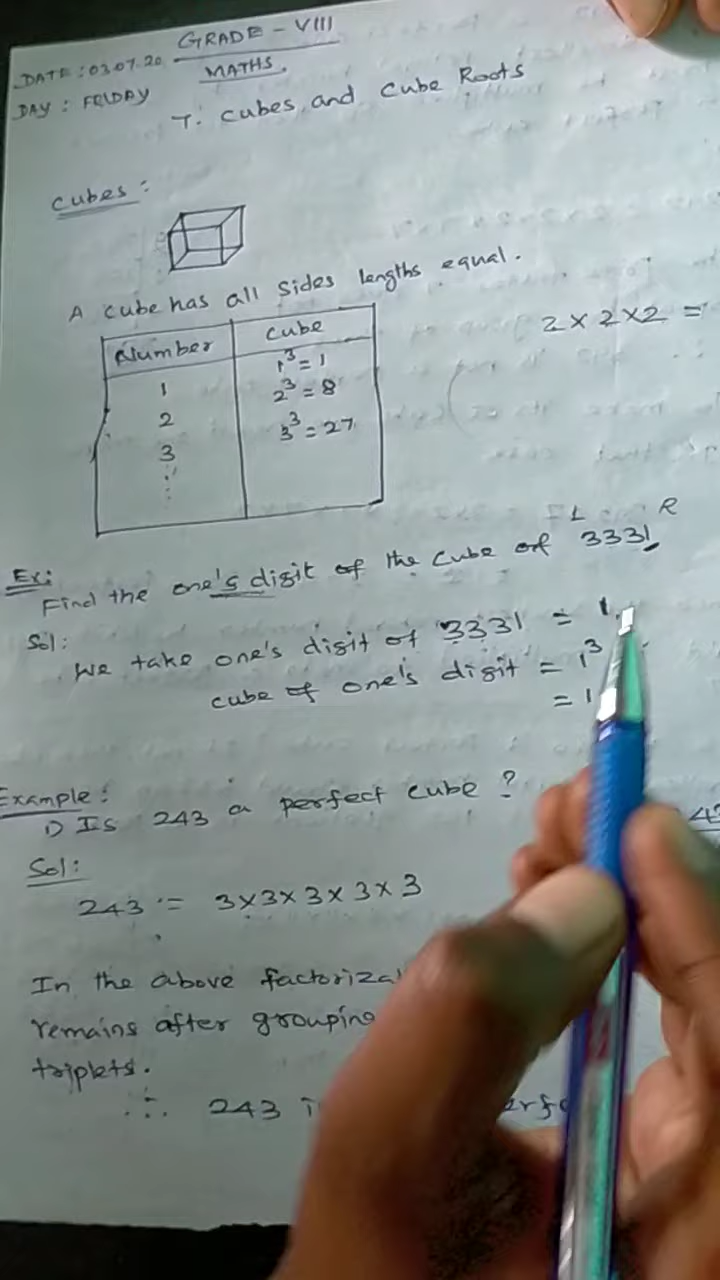 GRADE - VIII
DATE : 03.07.20
MATHS.
DAY : FRIDAY
T. Cubes and Cube Roots
Cubes :
A cube has all sides lengths equal.
Number Cube
1 1³ = 1
2 2³ = 8
3 3³ = 27
2 × 2 × 2 =
L R
Ex:
Find the one's digit of the cube of 3331
Sol:
We take one's digit of 3331 = 1
cube of one's digit = 1³
= 1
Example :
1) Is 243 a perfect cube ?
Sol:
243 = 3×3×3×3×3
In the above
remains after
triplets.
∴ 243